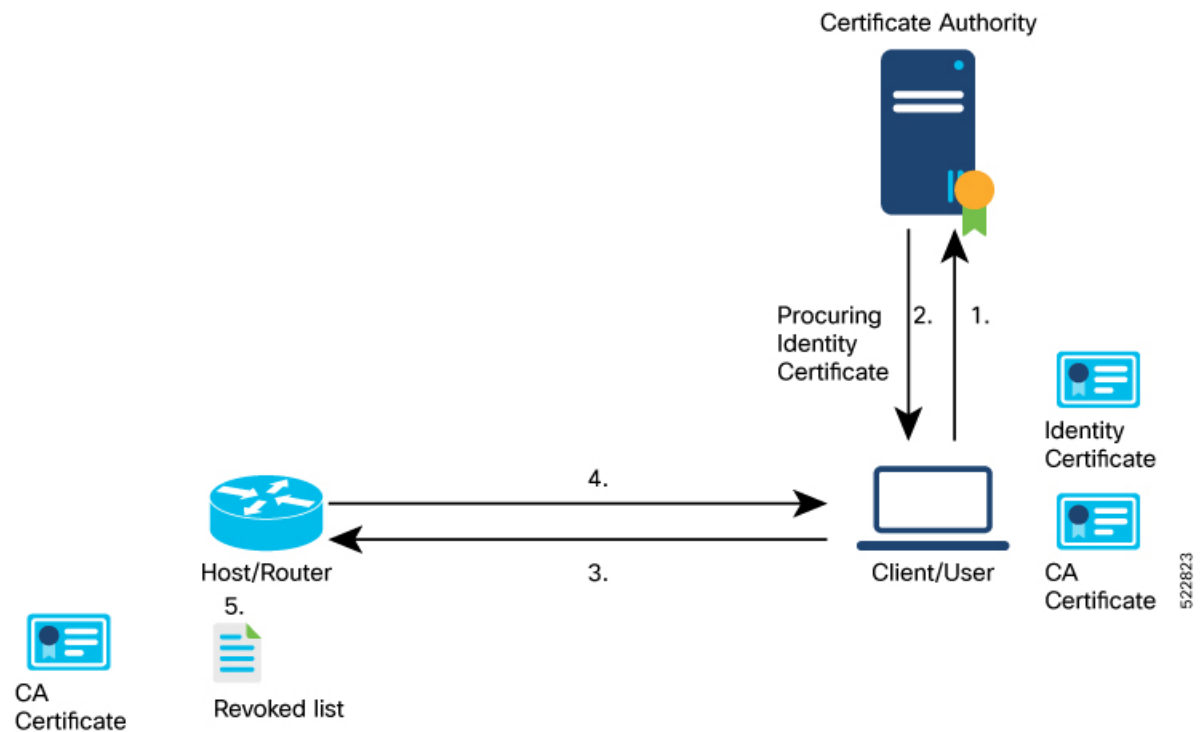 Certificate Authority
Procuring
Identity
Certificate
2.
1.
Identity
Certificate
4.
Host/Router
3.
Client/User
CA
Certificate
522823
5.
CA
Certificate
Revoked list